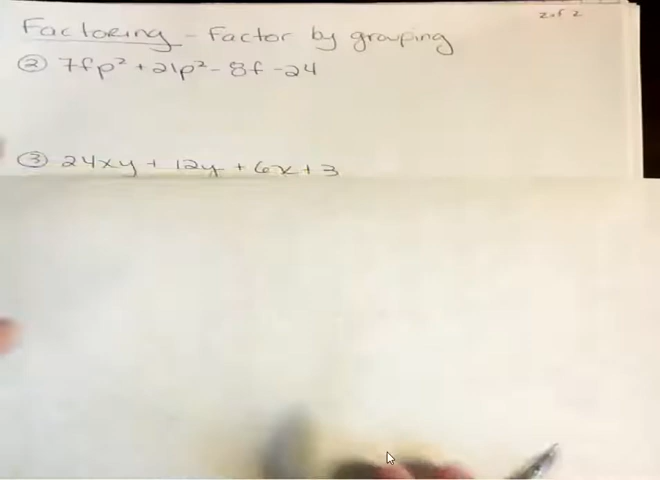 2 of 2
Factoring - Factor by grouping
② 7fp² + 21p² - 8f - 24
③ 24xy + 12y + 6x + 3